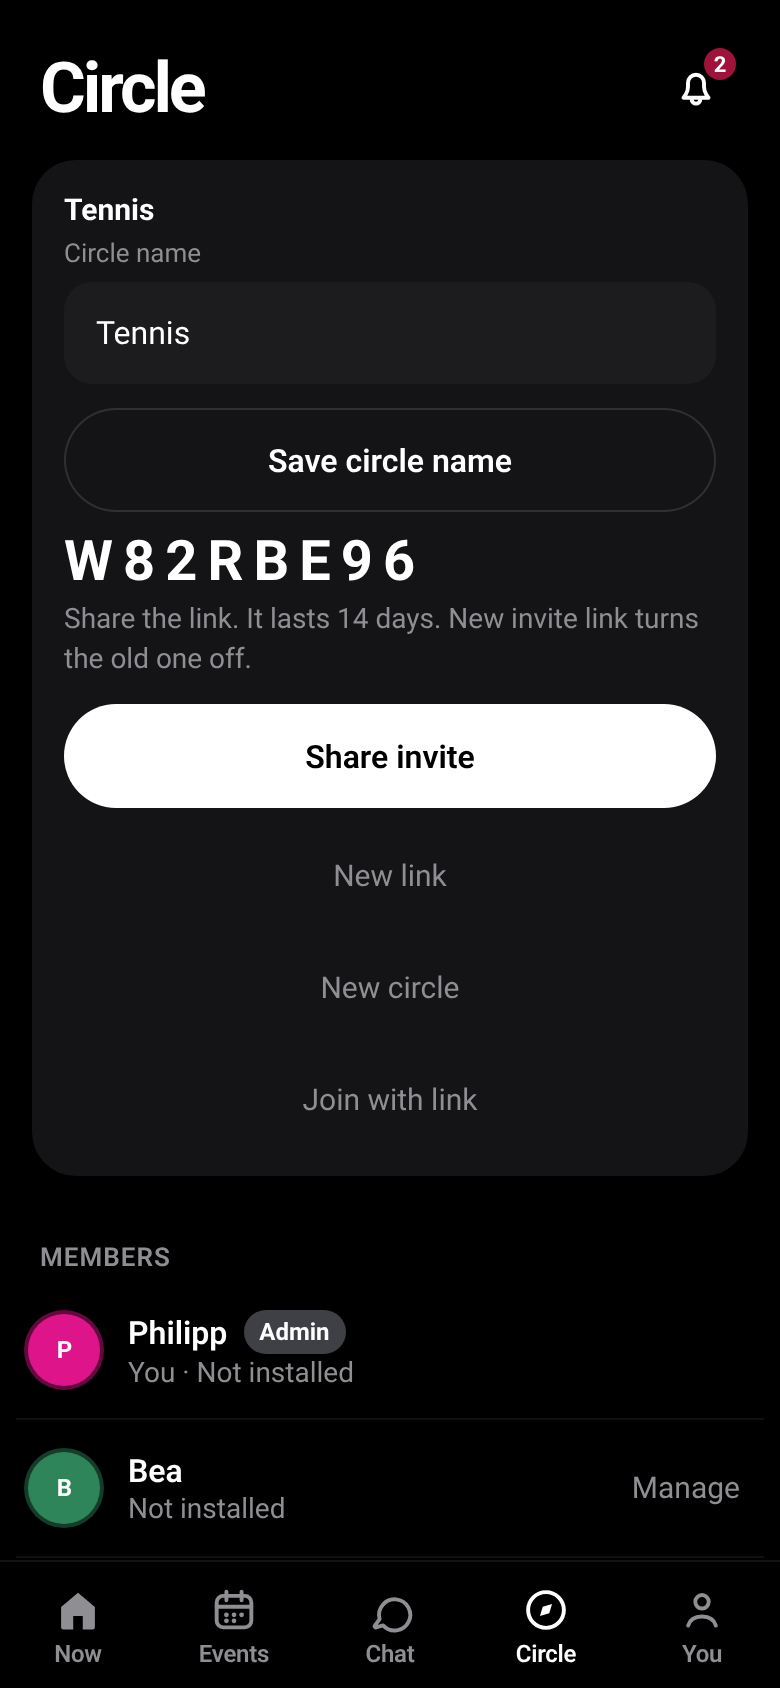 Circle
2
Tennis
Circle name
Tennis
Save circle name
W82RBE96
Share the link. It lasts 14 days. New invite link turns
the old one off.
Share invite
New link
New circle
Join with link
MEMBERS
P
Philipp Admin
You · Not installed
B
Bea
Not installed
Manage
Now
Events
Chat
Circle
You